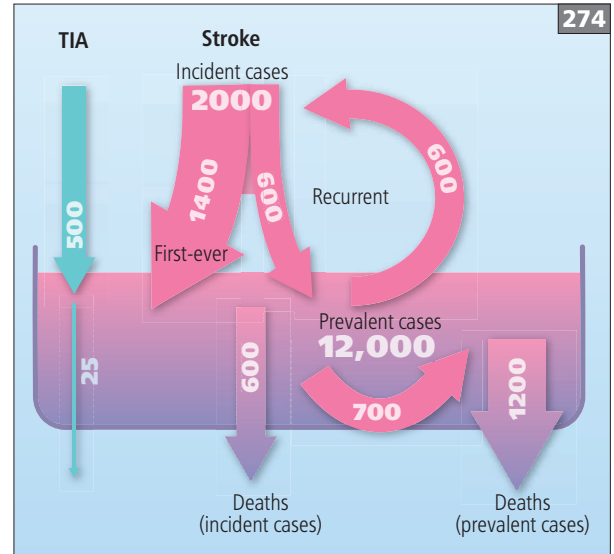 274
TIA
Stroke
Incident cases
2000
500
1400
600
600
Recurrent
First-ever
Prevalent cases
12,000
25
600
700
1200
Deaths
(incident cases)
Deaths
(prevalent cases)